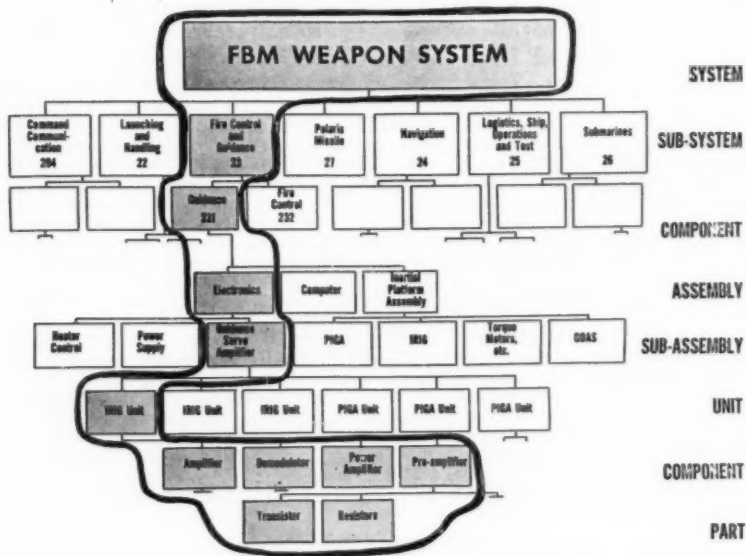 FBM WEAPON SYSTEM
SYSTEM
Command
Communi-
cation
204
Launching
and
Handling
22
Fire Control
and
Guidance
23
Polaris
Missile
27
Navigation
24
Logistics, Ship,
Operations
and Test
25
Submarines
26
SUB-SYSTEM
Guidance
231
Fire
Control
232
COMPONENT
Electronics
Computer
Inertial
Platform
Assembly
ASSEMBLY
Heater
Control
Power
Supply
Guidance
Servo
Amplifier
PIGA
IRIG
Torque
Motors,
etc.
GDAS
SUB-ASSEMBLY
IRIG Unit
IRIG Unit
IRIG Unit
PIGA Unit
PIGA Unit
PIGA Unit
UNIT
Amplifier
Demodulator
Power
Amplifier
Pre-amplifier
COMPONENT
Transistor
Resistors
PART